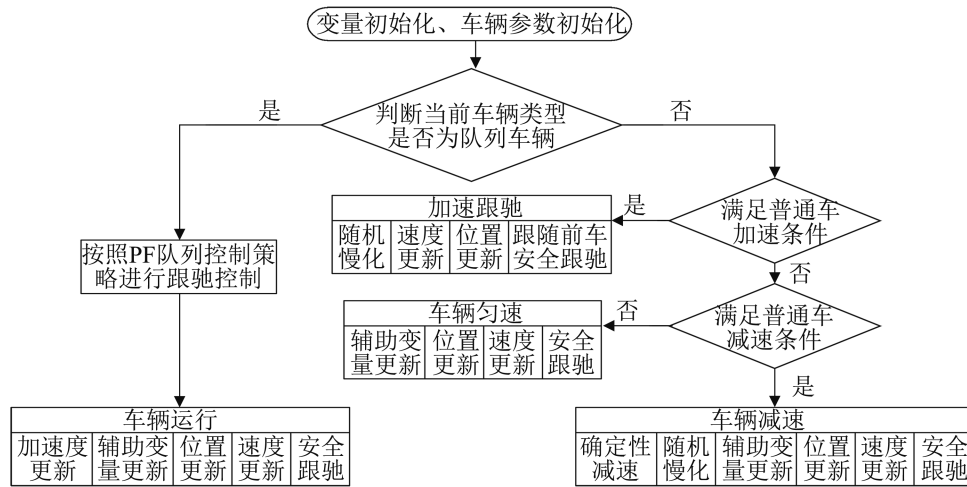 变量初始化、车辆参数初始化
判断当前车辆类型
是否为队列车辆
是
否
满足普通车
加速条件
是
加速跟驰
随机
慢化
速度
更新
位置
更新
跟随前车
安全跟驰
按照PF队列控制策
略进行跟驰控制
否
满足普通车
减速条件
否
车辆匀速
辅助变
量更新
位置
更新
速度
更新
安全
跟驰
是
车辆运行
加速度
更新
辅助变
量更新
位置
更新
速度
更新
安全
跟驰
车辆减速
确定性
减速
随机
慢化
辅助变
量更新
位置
更新
速度
更新
安全
跟驰